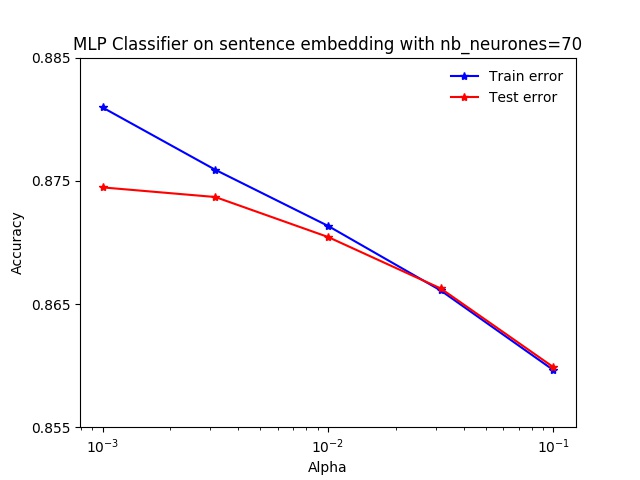 MLP Classifier on sentence embedding with nb_neurones=70
0.885
Train error
Test error
0.875
Accuracy
0.865
0.855
10⁻³
10⁻²
10⁻¹
Alpha